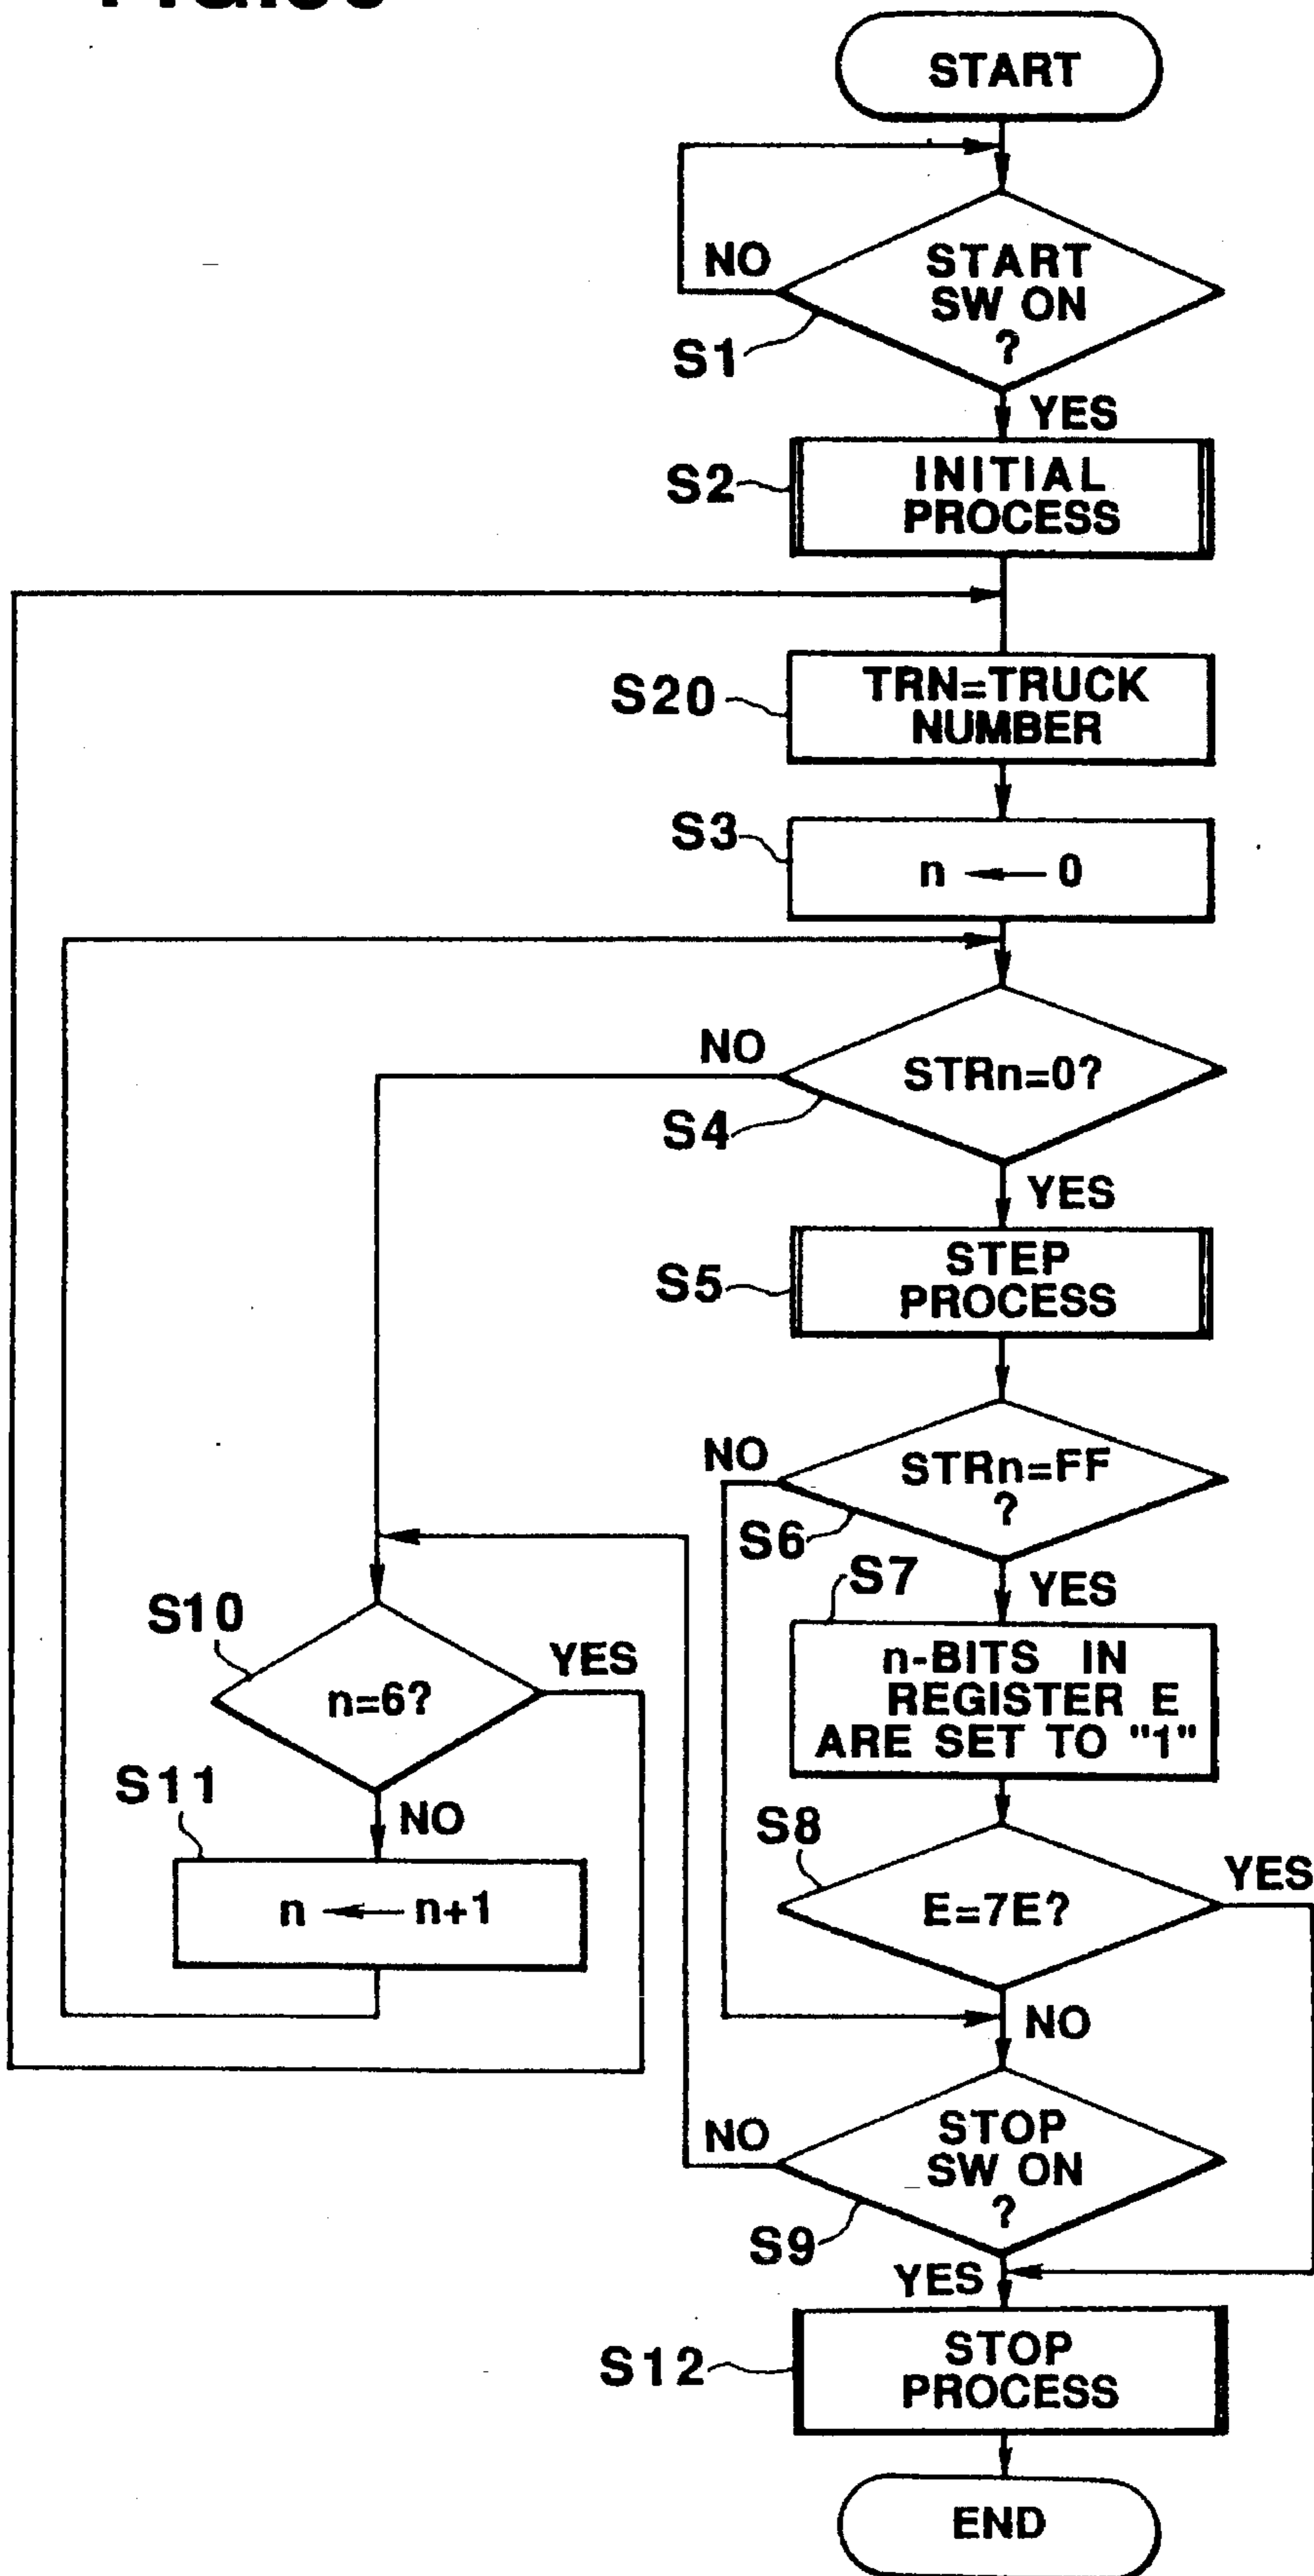 START
NO
START
SW ON
?
S1
YES
S2
INITIAL
PROCESS
S20
TRN=TRUCK
NUMBER
S3
n ← 0
NO
STRn=0?
S4
YES
S5
STEP
PROCESS
NO
STRn=FF
?
S6
S7
YES
n-BITS IN
REGISTER E
ARE SET TO "1"
S10
YES
n=6?
S11
NO
n ← n+1
S8
YES
E=7E?
NO
NO
STOP
SW ON
?
S9
YES
S12
STOP
PROCESS
END